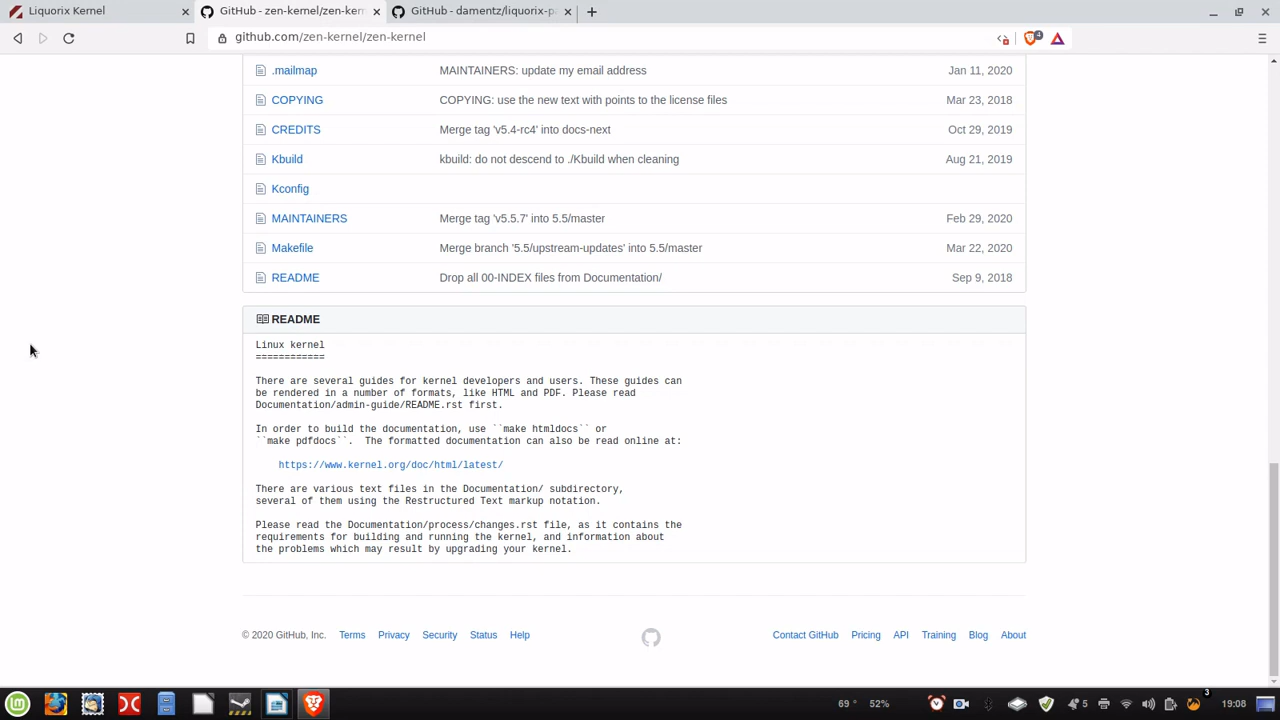 Liquorix Kernel
GitHub - zen-kernel/zen-kern
GitHub - damentz/liquorix-p
github.com/zen-kernel/zen-kernel
4
.mailmap MAINTAINERS: update my email address Jan 11, 2020
COPYING COPYING: use the new text with points to the license files Mar 23, 2018
CREDITS Merge tag 'v5.4-rc4' into docs-next Oct 29, 2019
Kbuild kbuild: do not descend to ./Kbuild when cleaning Aug 21, 2019
Kconfig
MAINTAINERS Merge tag 'v5.5.7' into 5.5/master Feb 29, 2020
Makefile Merge branch '5.5/upstream-updates' into 5.5/master Mar 22, 2020
README Drop all 00-INDEX files from Documentation/ Sep 9, 2018
README
Linux kernel
============
There are several guides for kernel developers and users. These guides can
be rendered in a number of formats, like HTML and PDF. Please read
Documentation/admin-guide/README.rst first.
In order to build the documentation, use ``make htmldocs`` or
``make pdfdocs``.  The formatted documentation can also be read online at:
https://www.kernel.org/doc/html/latest/
There are various text files in the Documentation/ subdirectory,
several of them using the Restructured Text markup notation.
Please read the Documentation/process/changes.rst file, as it contains the
requirements for building and running the kernel, and information about
the problems which may result by upgrading your kernel.
© 2020 GitHub, Inc. Terms Privacy Security Status Help Contact GitHub Pricing API Training Blog About
69 ° 52% 5 3 19:08